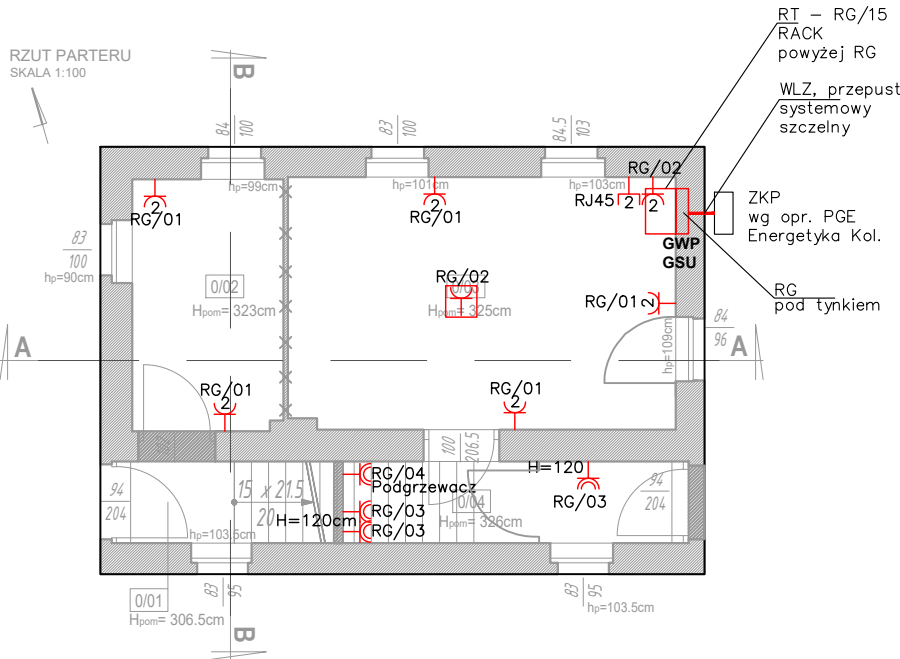 RZUT PARTERU
SKALA 1:100
B
84
100
83
100
84.5
103
RT - RG/15
RACK
powyżej RG
WLZ, przepust
systemowy
szczelny
hp=99cm
hp=101cm
hp=103cm
RG/02
2
RG/01
2
RG/01
RJ45
2
2
ZKP
wg opr. PGE
Energetyka Kol.
83
100
hp=90cm
GWP
GSU
0/02
Hpom= 323cm
RG/02
Hpom= 325cm
RG/01
2
RG
pod tynkiem
A
84
96
A
hp=109cm
RG/01
2
RG/01
2
100
206.5
94
204
15 x 21.5
20
H=120cm
RG/04
Podgrzewacz
RG/03
RG/03
0/04
Hpom= 326cm
H=120
RG/03
94
204
hp=103.5cm
83
95
83
95
hp=103.5cm
0/01
Hpom= 306.5cm
B